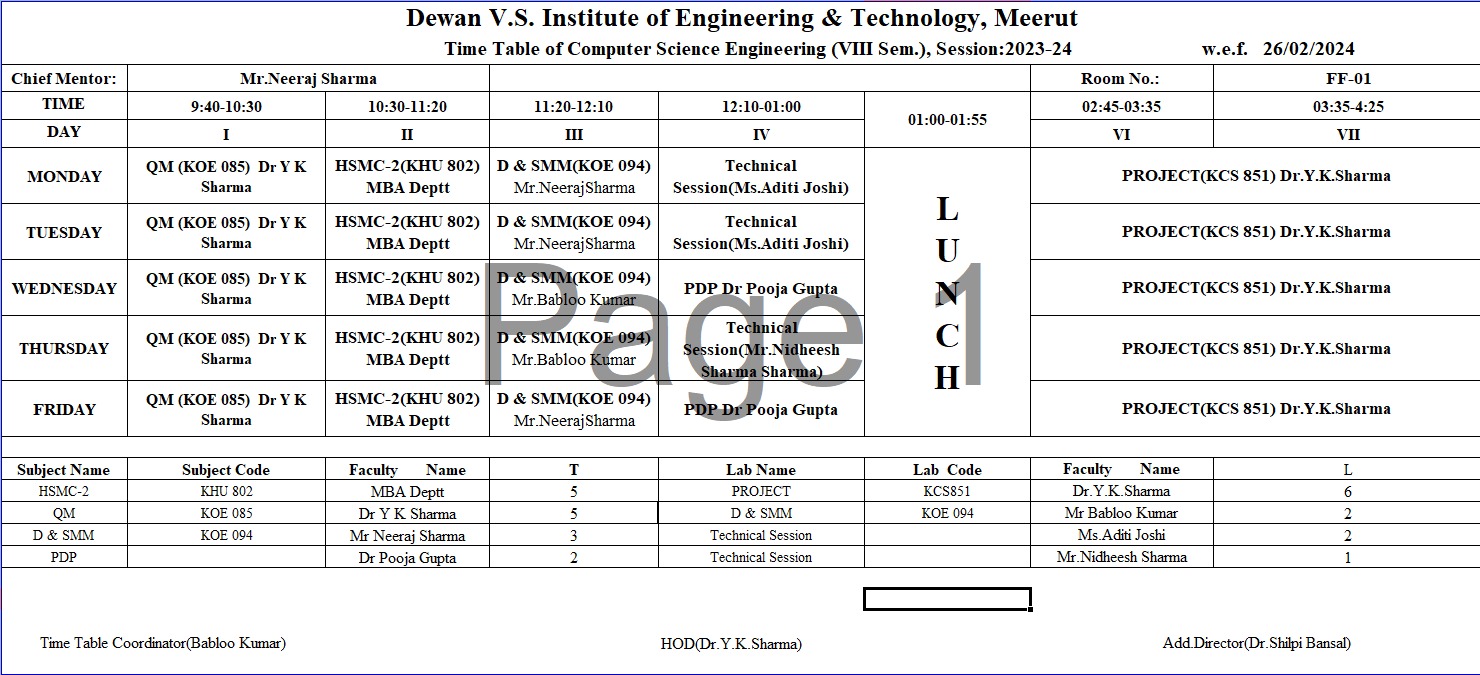 Dewan V.S. Institute of Engineering & Technology, Meerut
Time Table of Computer Science Engineering (VIII Sem.), Session:2023-24 w.e.f. 26/02/2024
Chief Mentor: Mr.Neeraj Sharma Room No.: FF-01
TIME 9:40-10:30 10:30-11:20 11:20-12:10 12:10-01:00 01:00-01:55 02:45-03:35 03:35-4:25
DAY I II III IV VI VII
MONDAY
QM (KOE 085) Dr Y K
Sharma
HSMC-2(KHU 802)
MBA Deptt
D & SMM(KOE 094)
Mr.NeerajSharma
Technical
Session(Ms.Aditi Joshi)
L
U
N
C
H
PROJECT(KCS 851) Dr.Y.K.Sharma
TUESDAY
QM (KOE 085) Dr Y K
Sharma
HSMC-2(KHU 802)
MBA Deptt
D & SMM(KOE 094)
Mr.NeerajSharma
Technical
Session(Ms.Aditi Joshi)
PROJECT(KCS 851) Dr.Y.K.Sharma
WEDNESDAY
QM (KOE 085) Dr Y K
Sharma
HSMC-2(KHU 802)
MBA Deptt
D & SMM(KOE 094)
Mr.Babloo Kumar
PDP Dr Pooja Gupta
PROJECT(KCS 851) Dr.Y.K.Sharma
THURSDAY
QM (KOE 085) Dr Y K
Sharma
HSMC-2(KHU 802)
MBA Deptt
D & SMM(KOE 094)
Mr.Babloo Kumar
Technical
Session(Mr.Nidheesh
Sharma Sharma)
PROJECT(KCS 851) Dr.Y.K.Sharma
FRIDAY
QM (KOE 085) Dr Y K
Sharma
HSMC-2(KHU 802)
MBA Deptt
D & SMM(KOE 094)
Mr.NeerajSharma
PDP Dr Pooja Gupta
PROJECT(KCS 851) Dr.Y.K.Sharma
Page 1
Subject Name Subject Code Faculty Name T Lab Name Lab Code Faculty Name L
HSMC-2 KHU 802 MBA Deptt 5 PROJECT KCS851 Dr.Y.K.Sharma 6
QM KOE 085 Dr Y K Sharma 5 D & SMM KOE 094 Mr Babloo Kumar 2
D & SMM KOE 094 Mr Neeraj Sharma 3 Technical Session Ms.Aditi Joshi 2
PDP Dr Pooja Gupta 2 Technical Session Mr.Nidheesh Sharma 1
Time Table Coordinator(Babloo Kumar) HOD(Dr.Y.K.Sharma) Add.Director(Dr.Shilpi Bansal)